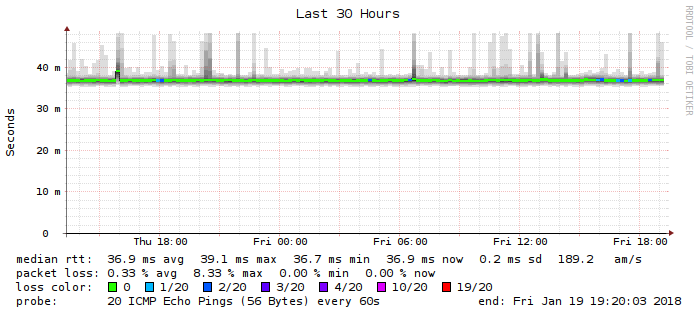 Last 30 Hours
RRDTOOL / TOBI OETIKER
Seconds
40 m
30 m
20 m
10 m
0
Thu 18:00 Fri 00:00 Fri 06:00 Fri 12:00 Fri 18:00
median rtt: 36.9 ms avg 39.1 ms max 36.7 ms min 36.9 ms now 0.2 ms sd 189.2 am/s
packet loss: 0.33 % avg 8.33 % max 0.00 % min 0.00 % now
loss color: 0 1/20 2/20 3/20 4/20 10/20 19/20
probe: 20 ICMP Echo Pings (56 Bytes) every 60s end: Fri Jan 19 19:20:03 2018